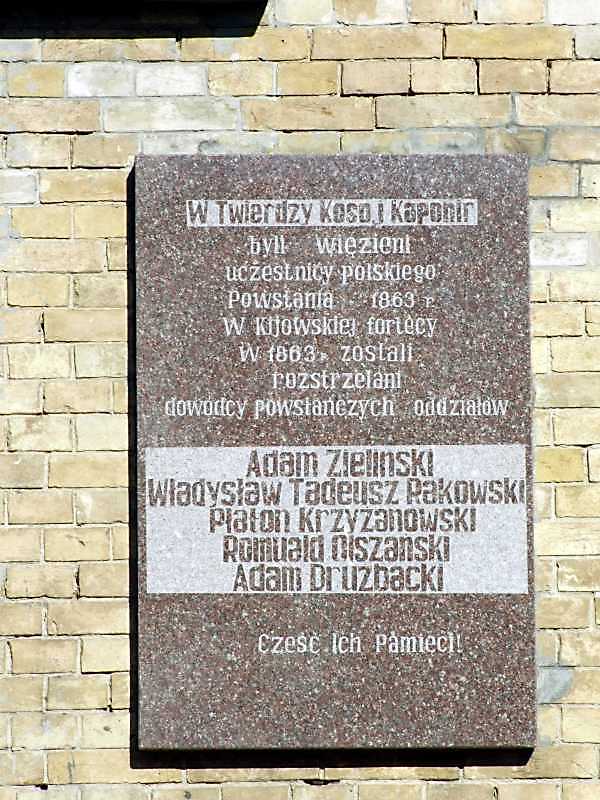 W Twierdzy Kosoj Kaponir
byli więzieni
uczestnicy polskiego
Powstania 1863 r.
W Kijowskiej fortecy
W 1863r. zostali
rozstrzelani
dowódcy powstańczych oddziałów
Adam Zieliński
Władysław Tadeusz Rakowski
Platon Krzyżanowski
Romuald Olszański
Adam Drużbacki
Cześć Ich Pamięci!